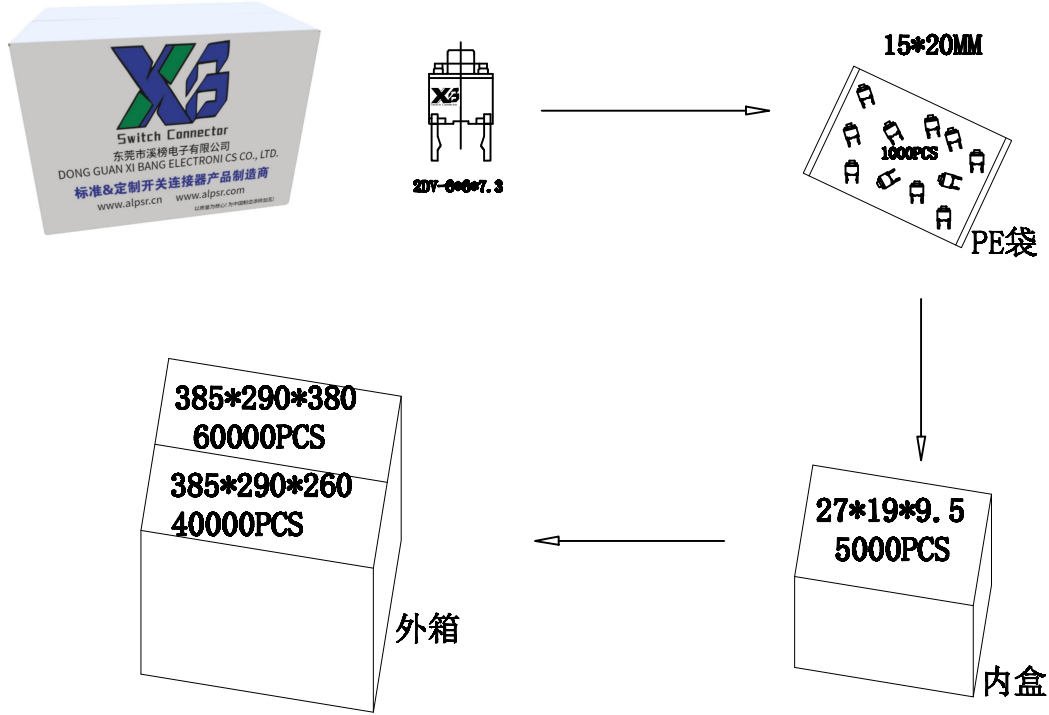 XB
Switch Connector
东莞市溪榜电子有限公司
DONG GUAN XI BANG ELECTRONI CS CO., LTD.
标准&定制开关连接器产品制造商
www.alpsr.cn www.alpsr.com
XB
Switch Connector
2DV-6*6*7.3
15*20MM
1000PCS
PE袋
385*290*380
60000PCS
385*290*260
40000PCS
外箱
27*19*9.5
5000PCS
内盒